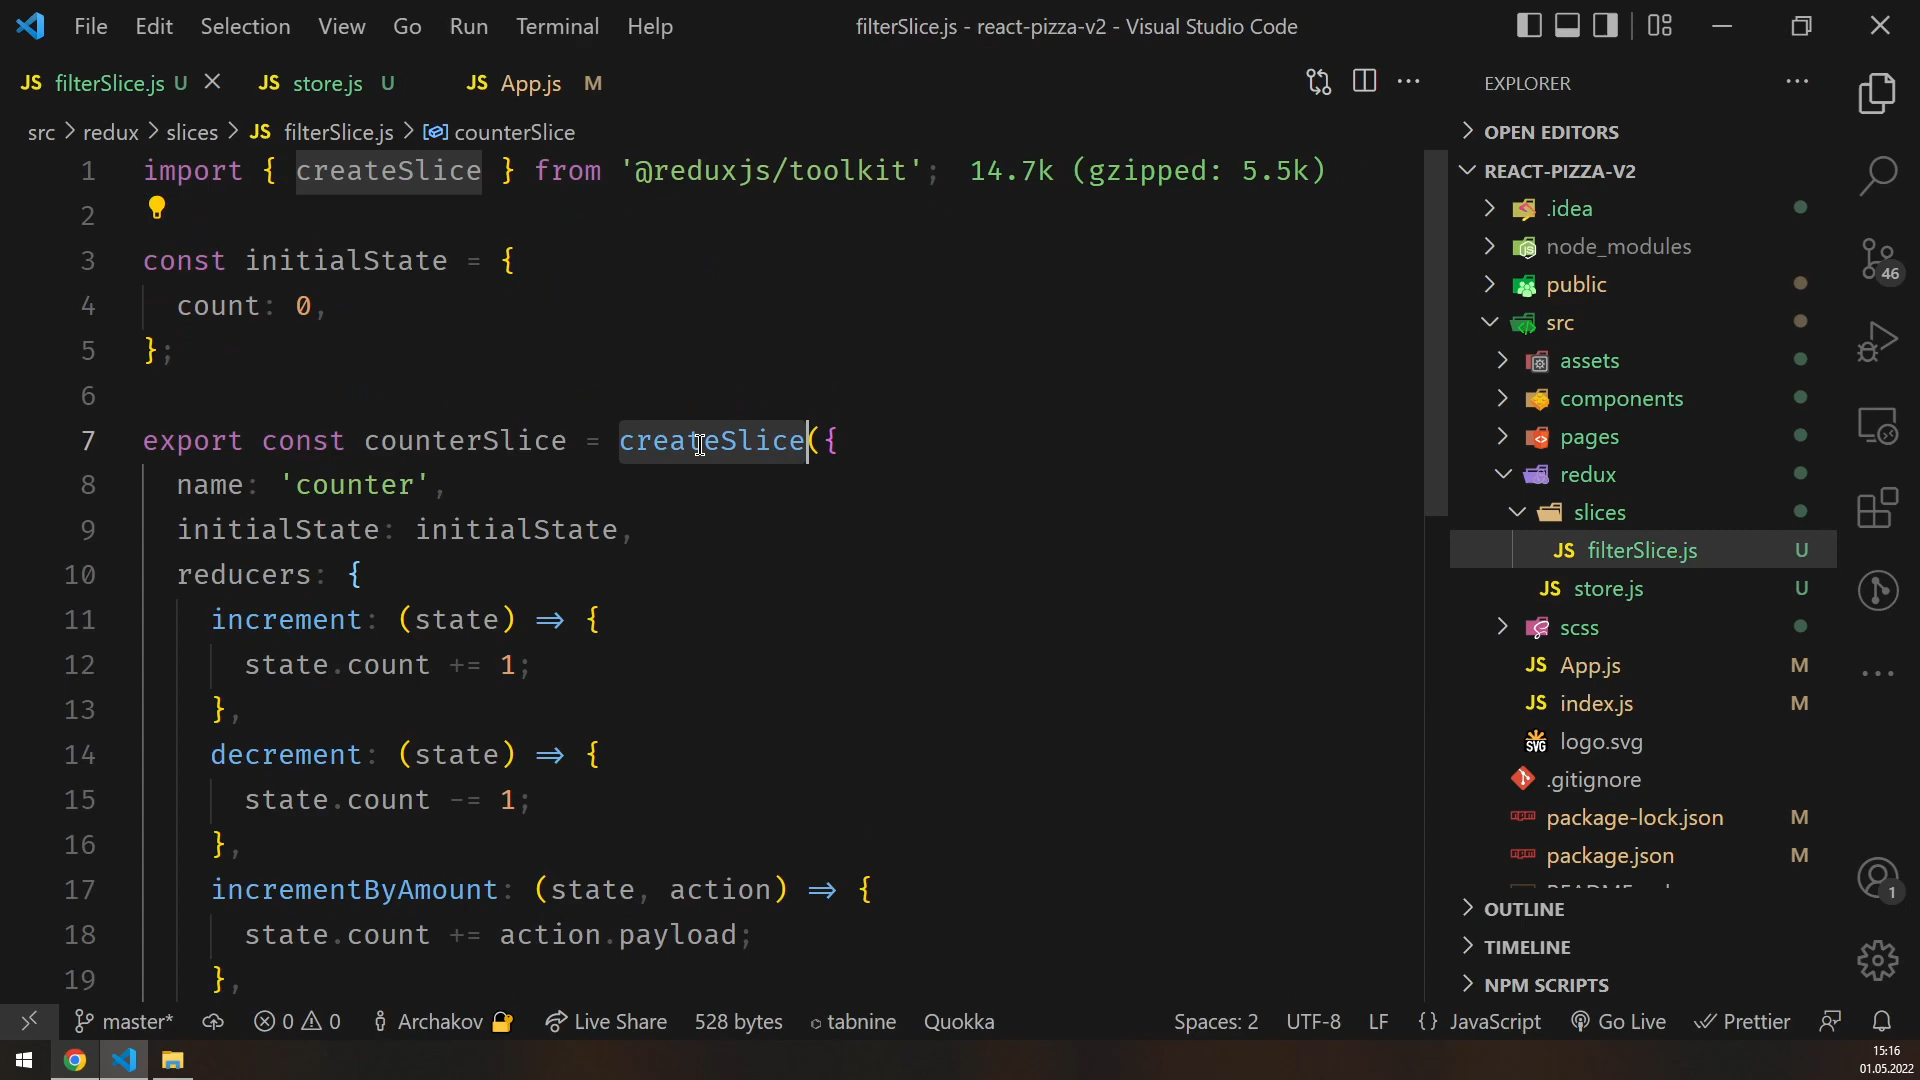 File Edit Selection View Go Run Terminal Help filterSlice.js - react-pizza-v2 - Visual Studio Code
JS filterSlice.js U JS store.js U JS App.js M
src > redux > slices > JS filterSlice.js > counterSlice
1 import { createSlice } from '@reduxjs/toolkit'; 14.7k (gzipped: 5.5k)
2
3 const initialState = {
4 count: 0,
5 };
6
7 export const counterSlice = createSlice({
8 name: 'counter',
9 initialState: initialState,
10 reducers: {
11 increment: (state) ⇒ {
12 state.count += 1;
13 },
14 decrement: (state) ⇒ {
15 state.count -= 1;
16 },
17 incrementByAmount: (state, action) ⇒ {
18 state.count += action.payload;
19 },
EXPLORER
OPEN EDITORS
REACT-PIZZA-V2
.idea
node_modules
public
src
assets
components
pages
redux
slices
JS filterSlice.js U
JS store.js U
scss
JS App.js M
JS index.js M
SVG logo.svg
.gitignore
package-lock.json M
package.json M
OUTLINE
TIMELINE
NPM SCRIPTS
46
1
master* 0 0 Archakov Live Share 528 bytes tabnine Quokka Spaces: 2 UTF-8 LF {} JavaScript Go Live Prettier
15:16
01.05.2022